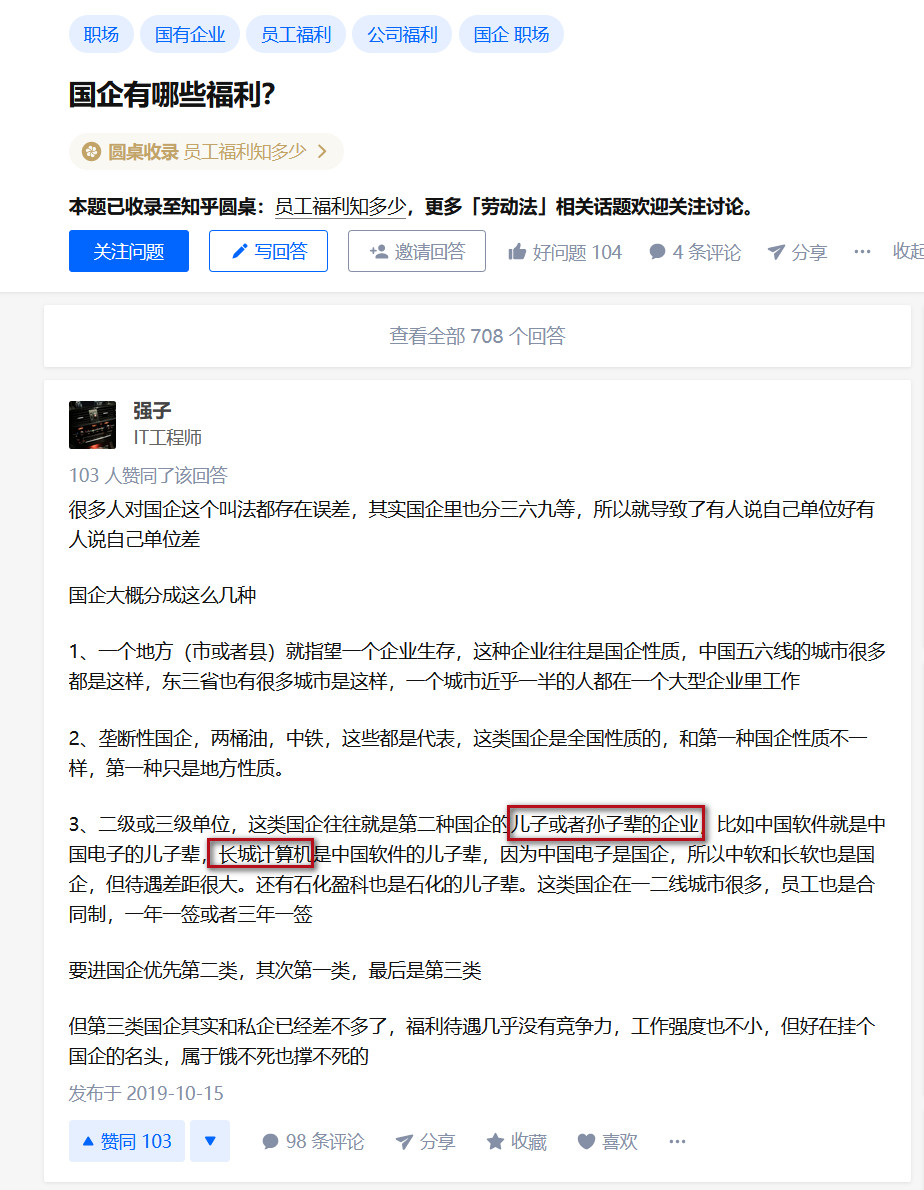 职场 国有企业 员工福利 公司福利 国企 职场
国企有哪些福利？
圆桌收录 员工福利知多少
本题已收录至知乎圆桌：员工福利知多少，更多「劳动法」相关话题欢迎关注讨论。
关注问题 写回答 邀请回答 好问题 104 4 条评论 分享 ··· 收起
查看全部 708 个回答
强子
IT工程师
103 人赞同了该回答
很多人对国企这个叫法都存在误差，其实国企里也分三六九等，所以就导致了有人说自己单位好有
人说自己单位差
国企大概分成这么几种
1、一个地方（市或者县）就指望一个企业生存，这种企业往往是国企性质，中国五六线的城市很多
都是这样，东三省也有很多城市是这样，一个城市近乎一半的人都在一个大型企业里工作
2、垄断性国企，两桶油，中铁，这些都是代表，这类国企是全国性质的，和第一种国企性质不一
样，第一种只是地方性质。
3、二级或三级单位，这类国企往往就是第二种国企的儿子或者孙子辈的企业，比如中国软件就是中
国电子的儿子辈，长城计算机是中国软件的儿子辈，因为中国电子是国企，所以中软和长软也是国
企，但待遇差距很大。还有石化盈科也是石化的儿子辈。这类国企在一二线城市很多，员工也是合
同制，一年一签或者三年一签
要进国企优先第二类，其次第一类，最后是第三类
但第三类国企其实和私企已经差不多了，福利待遇几乎没有竞争力，工作强度也不小，但好在挂个
国企的名头，属于饿不死也撑不死的
发布于 2019-10-15
赞同 103 98 条评论 分享 收藏 喜欢 ···